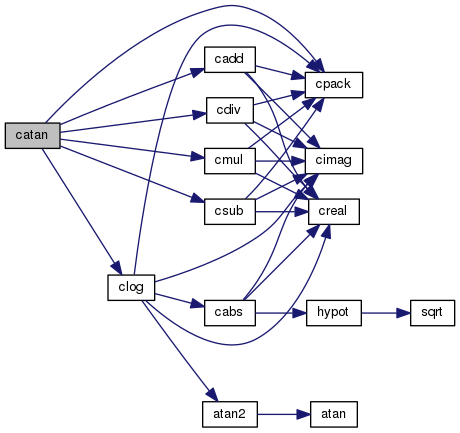 cadd
cpack
cdiv
catan
cmul
cimag
csub
creal
clog
cabs
hypot
sqrt
atan2
atan